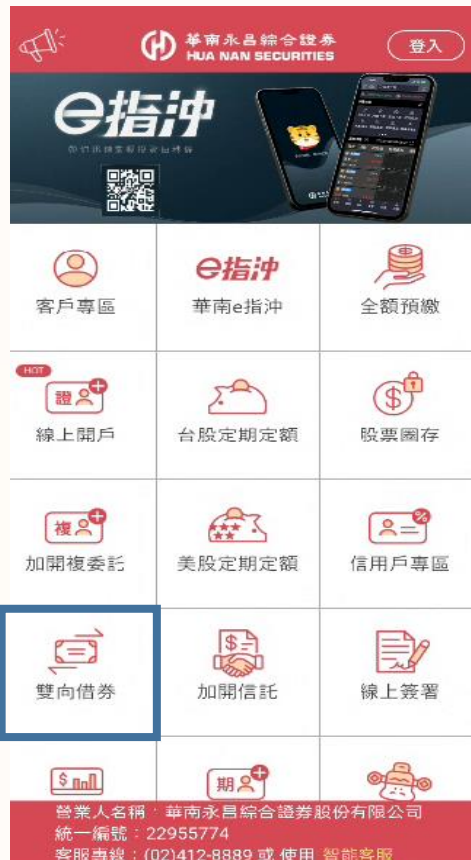 華南永昌綜合證券
HUA NAN SECURITIES
登入
e指沖
客戶專區
e指沖
華南e指沖
全額預繳
HOT
證
線上開戶
台股定期定額
股票圈存
複
加開複委託
美股定期定額
信用戶專區
雙向借券
加開信託
線上簽署
期
營業人名稱：華南永昌綜合證券股份有限公司
統一編號：22955774
客服專線：(02)412-8889 或 使用 智能客服